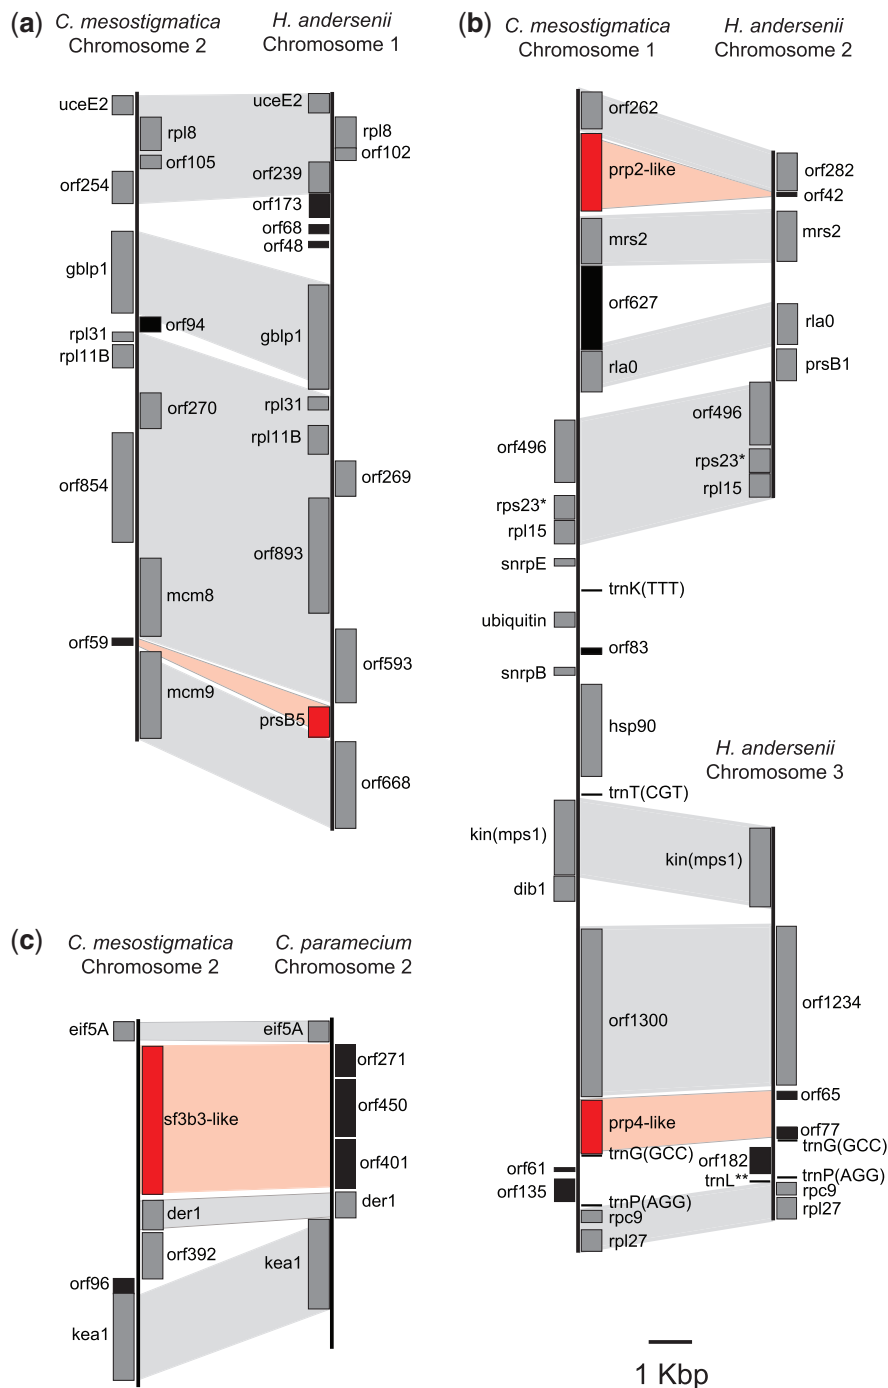 (a)
C. mesostigmatica
Chromosome 2
H. andersenii
Chromosome 1
uceE2
rpl8
orf105
orf254
gblp1
orf94
rpl31
rpl11B
orf270
orf854
mcm8
orf59
mcm9
uceE2
rpl8
orf102
orf239
orf173
orf68
orf48
gblp1
rpl31
rpl11B
orf269
orf893
orf593
prsB5
orf668
(b)
C. mesostigmatica
Chromosome 1
H. andersenii
Chromosome 2
orf262
prp2-like
mrs2
orf627
rla0
orf496
rps23*
rpl15
snrpE
trnK(TTT)
ubiquitin
orf83
snrpB
hsp90
trnT(CGT)
kin(mps1)
dib1
orf1300
prp4-like
trnG(GCC)
orf61
orf135
trnP(AGG)
rpc9
rpl27
orf282
orf42
mrs2
rla0
prsB1
orf496
rps23*
rpl15
H. andersenii
Chromosome 3
kin(mps1)
orf1234
orf65
orf77
trnG(GCC)
orf182
trnP(AGG)
trnL**
rpc9
rpl27
(c)
C. mesostigmatica
Chromosome 2
C. paramecium
Chromosome 2
eif5A
sf3b3-like
der1
orf392
orf96
kea1
eif5A
orf271
orf450
orf401
der1
kea1
1 Kbp